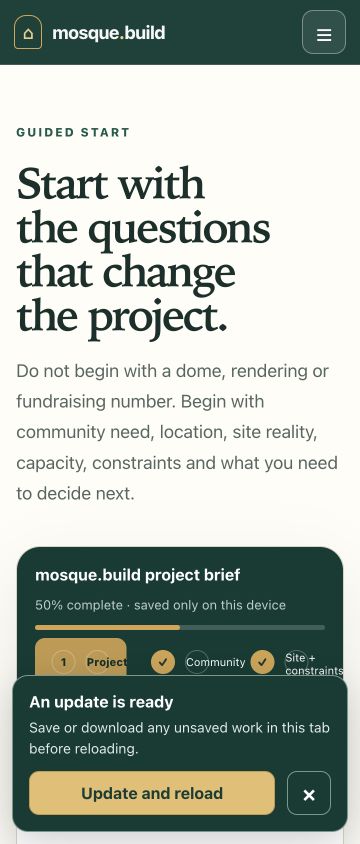 mosque.build
GUIDED START
Start with
the questions
that change
the project.
Do not begin with a dome, rendering or
fundraising number. Begin with
community need, location, site reality,
capacity, constraints and what you need
to decide next.
mosque.build project brief
50% complete · saved only on this device
1 Project
Community
Site +
constraints
An update is ready
Save or download any unsaved work in this tab
before reloading.
Update and reload
×